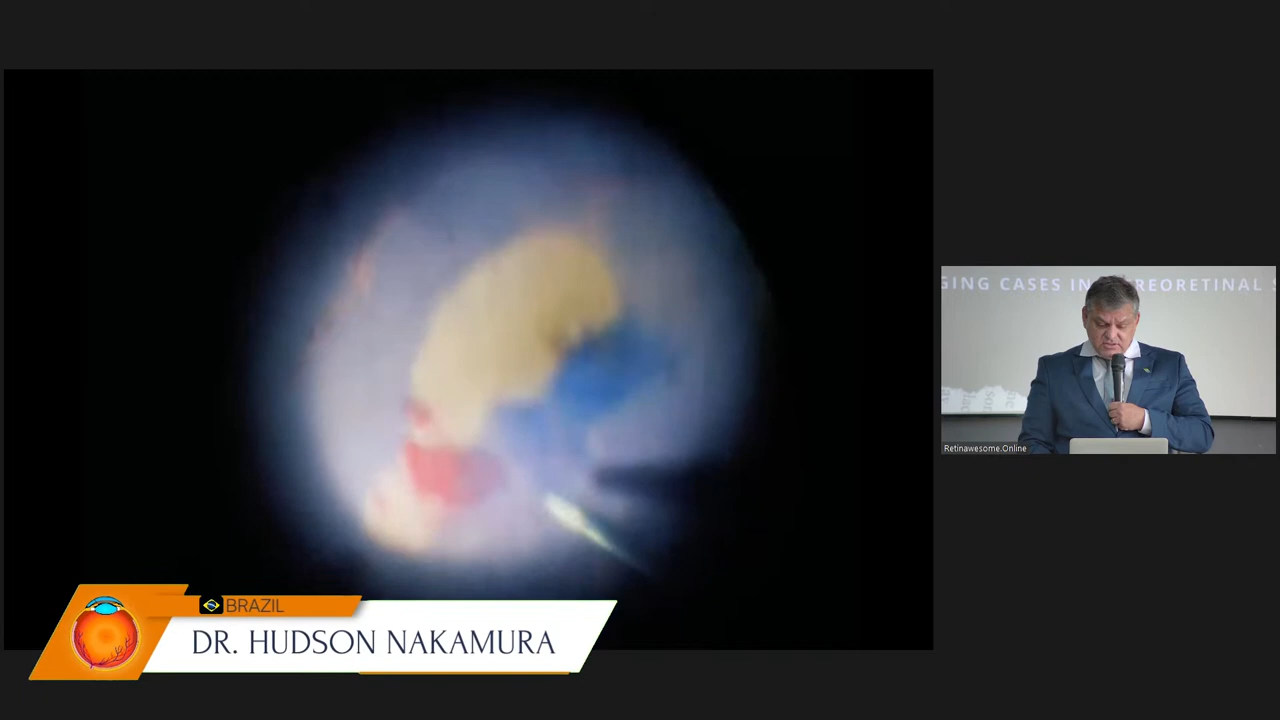 GING CASES IN
REORETINAL
Retinawesome.Online
BRAZIL
DR. HUDSON NAKAMURA